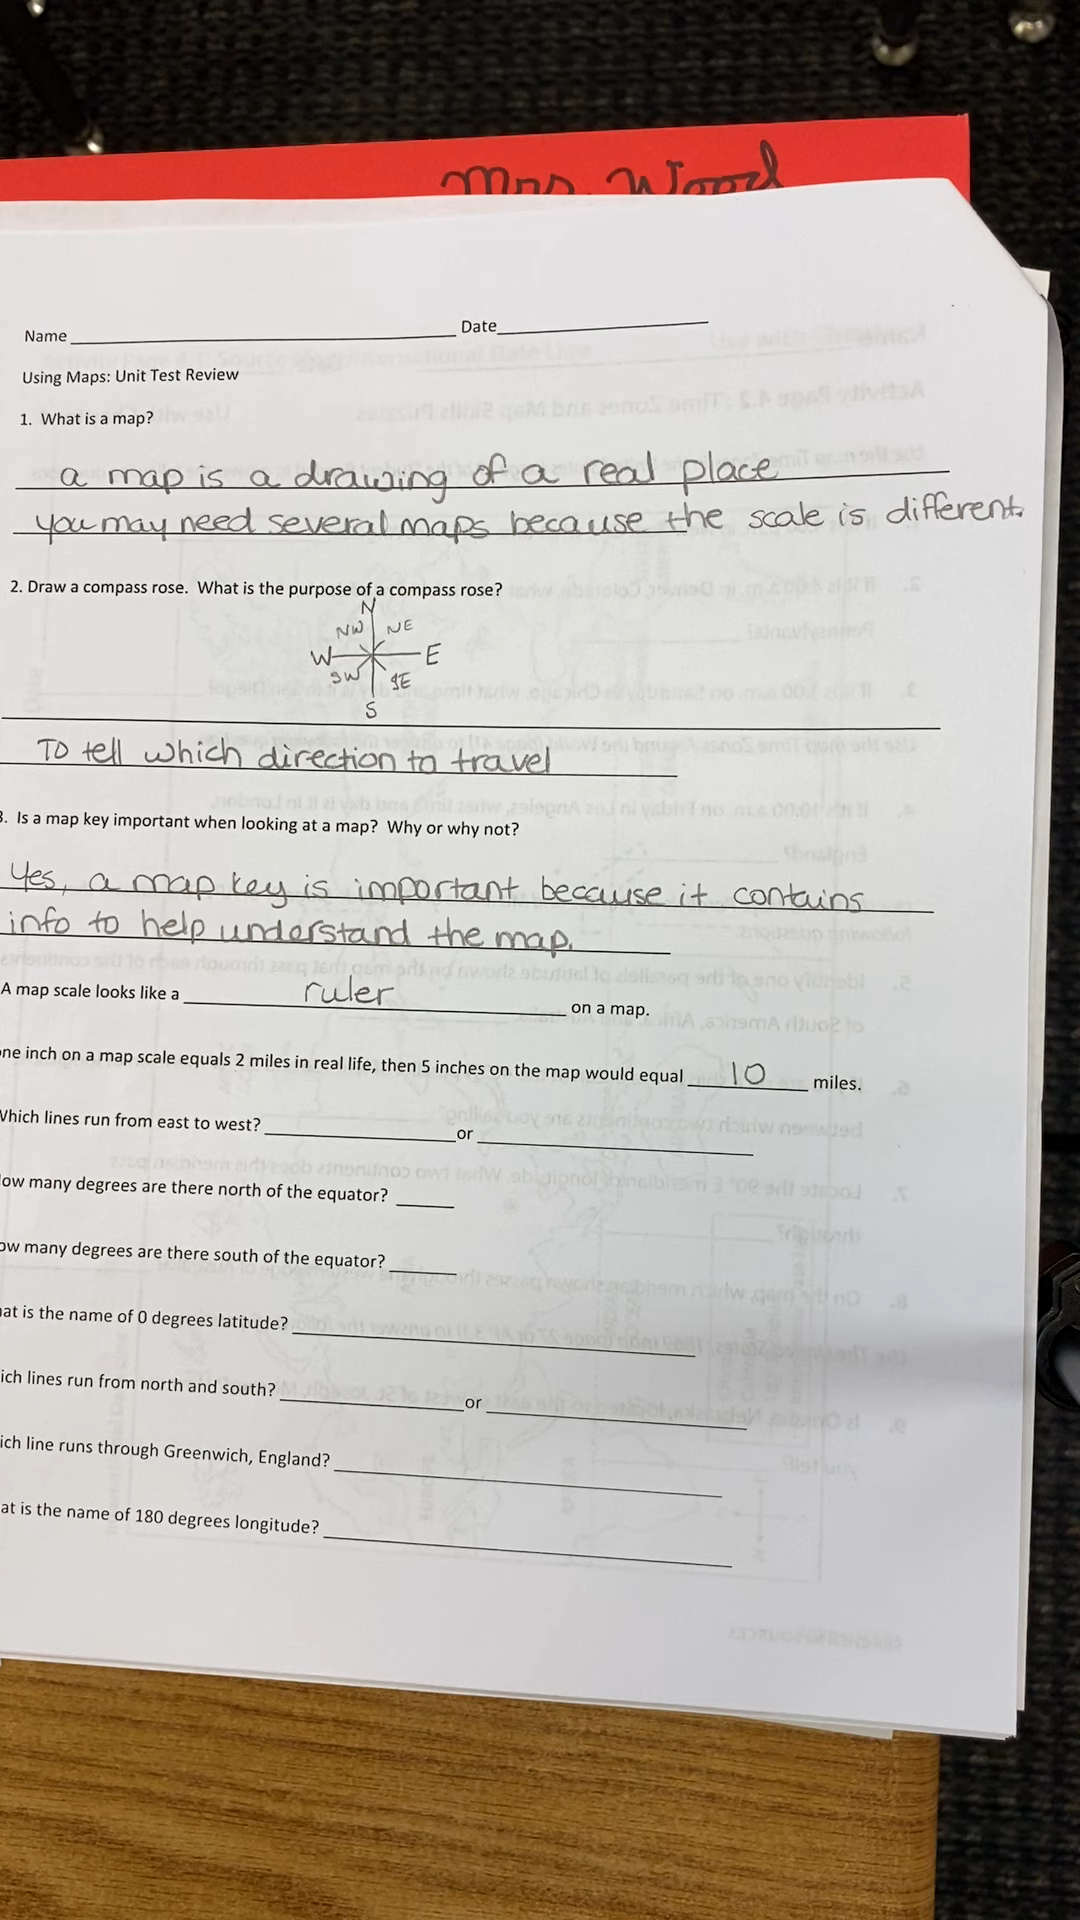 Mrs. Wood
Name Date
Using Maps: Unit Test Review
1. What is a map?
a map is a drawing of a real place
you may need several maps because the scale is different.
2. Draw a compass rose. What is the purpose of a compass rose?
N
NW NE
W E
SW SE
S
To tell which direction to travel
3. Is a map key important when looking at a map? Why or why not?
Yes, a map key is important because it contains
info to help understand the map.
A map scale looks like a ruler on a map.
one inch on a map scale equals 2 miles in real life, then 5 inches on the map would equal 10 miles.
Which lines run from east to west? or
ow many degrees are there north of the equator?
ow many degrees are there south of the equator?
at is the name of 0 degrees latitude?
ich lines run from north and south? or
ich line runs through Greenwich, England?
at is the name of 180 degrees longitude?